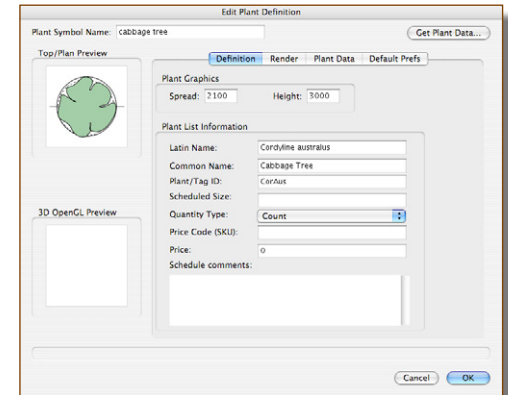 Edit Plant Definition
Plant Symbol Name: cabbage tree
Get Plant Data...
Top/Plan Preview
Definition Render Plant Data Default Prefs
Plant Graphics
Spread: 2100 Height: 3000
Plant List Information
Latin Name: Cordyline australus
Common Name: Cabbage Tree
Plant/Tag ID: CorAus
Scheduled Size:
3D OpenGL Preview
Quantity Type: Count
Price Code (SKU):
Price: 0
Schedule comments:
Cancel OK